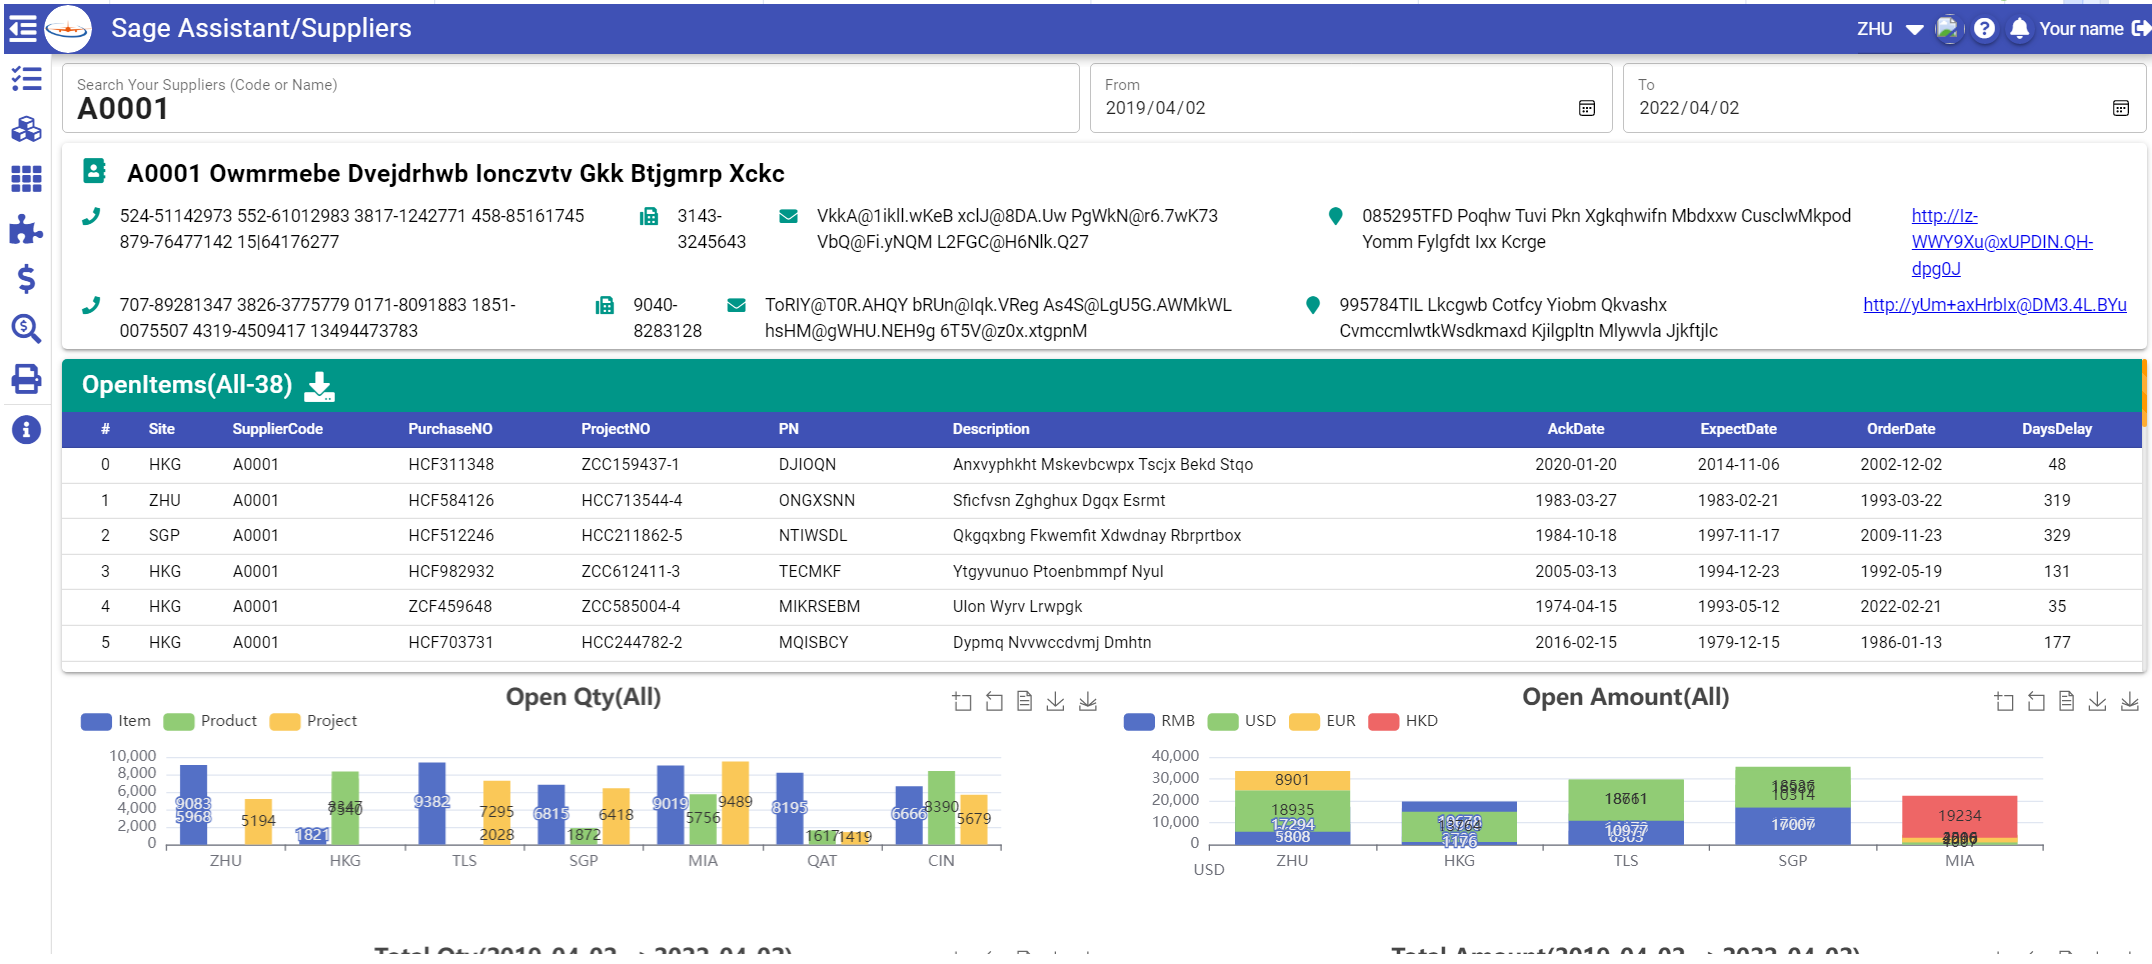 Sage Assistant/Suppliers
ZHU
Your name
Search Your Suppliers (Code or Name)
A0001
From
2019/04/02
To
2022/04/02
A0001 Owmrmebe Dvejdrhwb Ionczvtv Gkk Btjgmrp Xckc
524-51142973 552-61012983 3817-1242771 458-85161745
879-76477142 15|64176277
3143-
3245643
VkkA@1ikll.wKeB xclJ@8DA.Uw PgWkN@r6.7wK73
VbQ@Fi.yNQM L2FGC@H6Nlk.Q27
085295TFD Poqhw Tuvi Pkn Xgkqhwifn Mbdxxw CusclwMkpod
Yomm Fylgfdt Ixx Kcrge
http://Iz-
WWY9Xu@xUPDIN.QH-
dpg0J
707-89281347 3826-3775779 0171-8091883 1851-
0075507 4319-4509417 13494473783
9040-
8283128
ToRIY@T0R.AHQY bRUn@Iqk.VReg As4S@LgU5G.AWMkWL
hsHM@gWHU.NEH9g 6T5V@z0x.xtgpnM
995784TIL Lkcgwb Cotfcy Yiobm Qkvashx
CvmccmlwtkWsdkmaxd Kjilgpltn Mlywvla Jjkftjlc
http://yUm+axHrbIx@DM3.4L.BYu
OpenItems(All-38)
# Site SupplierCode PurchaseNO ProjectNO PN Description AckDate ExpectDate OrderDate DaysDelay
0 HKG A0001 HCF311348 ZCC159437-1 DJIOQN Anxvyphkht Mskevbcwpx Tscjx Bekd Stqo 2020-01-20 2014-11-06 2002-12-02 48
1 ZHU A0001 HCF584126 HCC713544-4 ONGXSNN Sficfvsn Zghghux Dgqx Esrmt 1983-03-27 1983-02-21 1993-03-22 319
2 SGP A0001 HCF512246 HCC211862-5 NTIWSDL Qkgqxbng Fkwemfit Xdwdnay Rbrprtbox 1984-10-18 1997-11-17 2009-11-23 329
3 HKG A0001 HCF982932 ZCC612411-3 TECMKF Ytgyvunuo Ptoenbmmpf Nyul 2005-03-13 1994-12-23 1992-05-19 131
4 HKG A0001 ZCF459648 ZCC585004-4 MIKRSEBM Ulon Wyrv Lrwpgk 1974-04-15 1993-05-12 2022-02-21 35
5 HKG A0001 HCF703731 HCC244782-2 MQISBCY Dypmq Nvvwccdvmj Dmhtn 2016-02-15 1979-12-15 1986-01-13 177
Open Qty(All)
Item Product Project
10,000
8,000
6,000
4,000
2,000
0
9083
5968
5194
1821
9382
7295
2028
6815
1872
6418
9019
5756
9489
8195
1617
1419
6666
8390
5679
ZHU HKG TLS SGP MIA QAT CIN
Open Amount(All)
RMB USD EUR HKD
40,000
30,000
20,000
10,000
0
8901
18935
17294
5808
1176
10977
10314
17007
19234
ZHU HKG TLS SGP MIA
USD
Total Qty(2019-04-02 -> 2022-04-02)
Total Amount(2019-04-02 -> 2022-04-02)